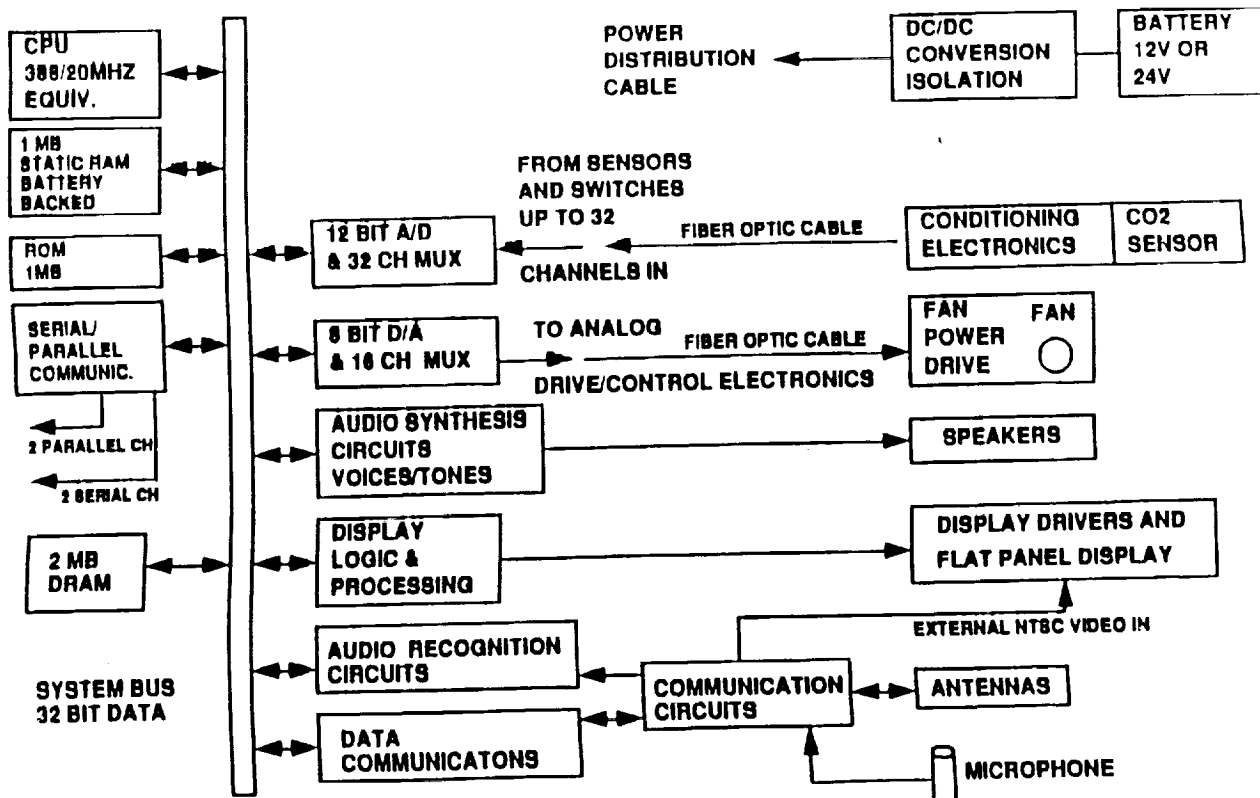 CPU
386/20MHZ
EQUIV.
1 MB
STATIC RAM
BATTERY
BACKED
ROM
1MB
SERIAL/
PARALLEL
COMMUNIC.
2 PARALLEL CH
2 SERIAL CH
2 MB
DRAM
SYSTEM BUS
32 BIT DATA
POWER
DISTRIBUTION
CABLE
DC/DC
CONVERSION
ISOLATION
BATTERY
12V OR
24V
12 BIT A/D
& 32 CH MUX
FROM SENSORS
AND SWITCHES
UP TO 32
CHANNELS IN
FIBER OPTIC CABLE
CONDITIONING
ELECTRONICS
CO2
SENSOR
8 BIT D/A
& 16 CH MUX
TO ANALOG
DRIVE/CONTROL ELECTRONICS
FIBER OPTIC CABLE
FAN
POWER
DRIVE
FAN
AUDIO SYNTHESIS
CIRCUITS
VOICES/TONES
SPEAKERS
DISPLAY
LOGIC &
PROCESSING
DISPLAY DRIVERS AND
FLAT PANEL DISPLAY
EXTERNAL NTSC VIDEO IN
AUDIO RECOGNITION
CIRCUITS
COMMUNICATION
CIRCUITS
ANTENNAS
DATA
COMMUNICATONS
MICROPHONE